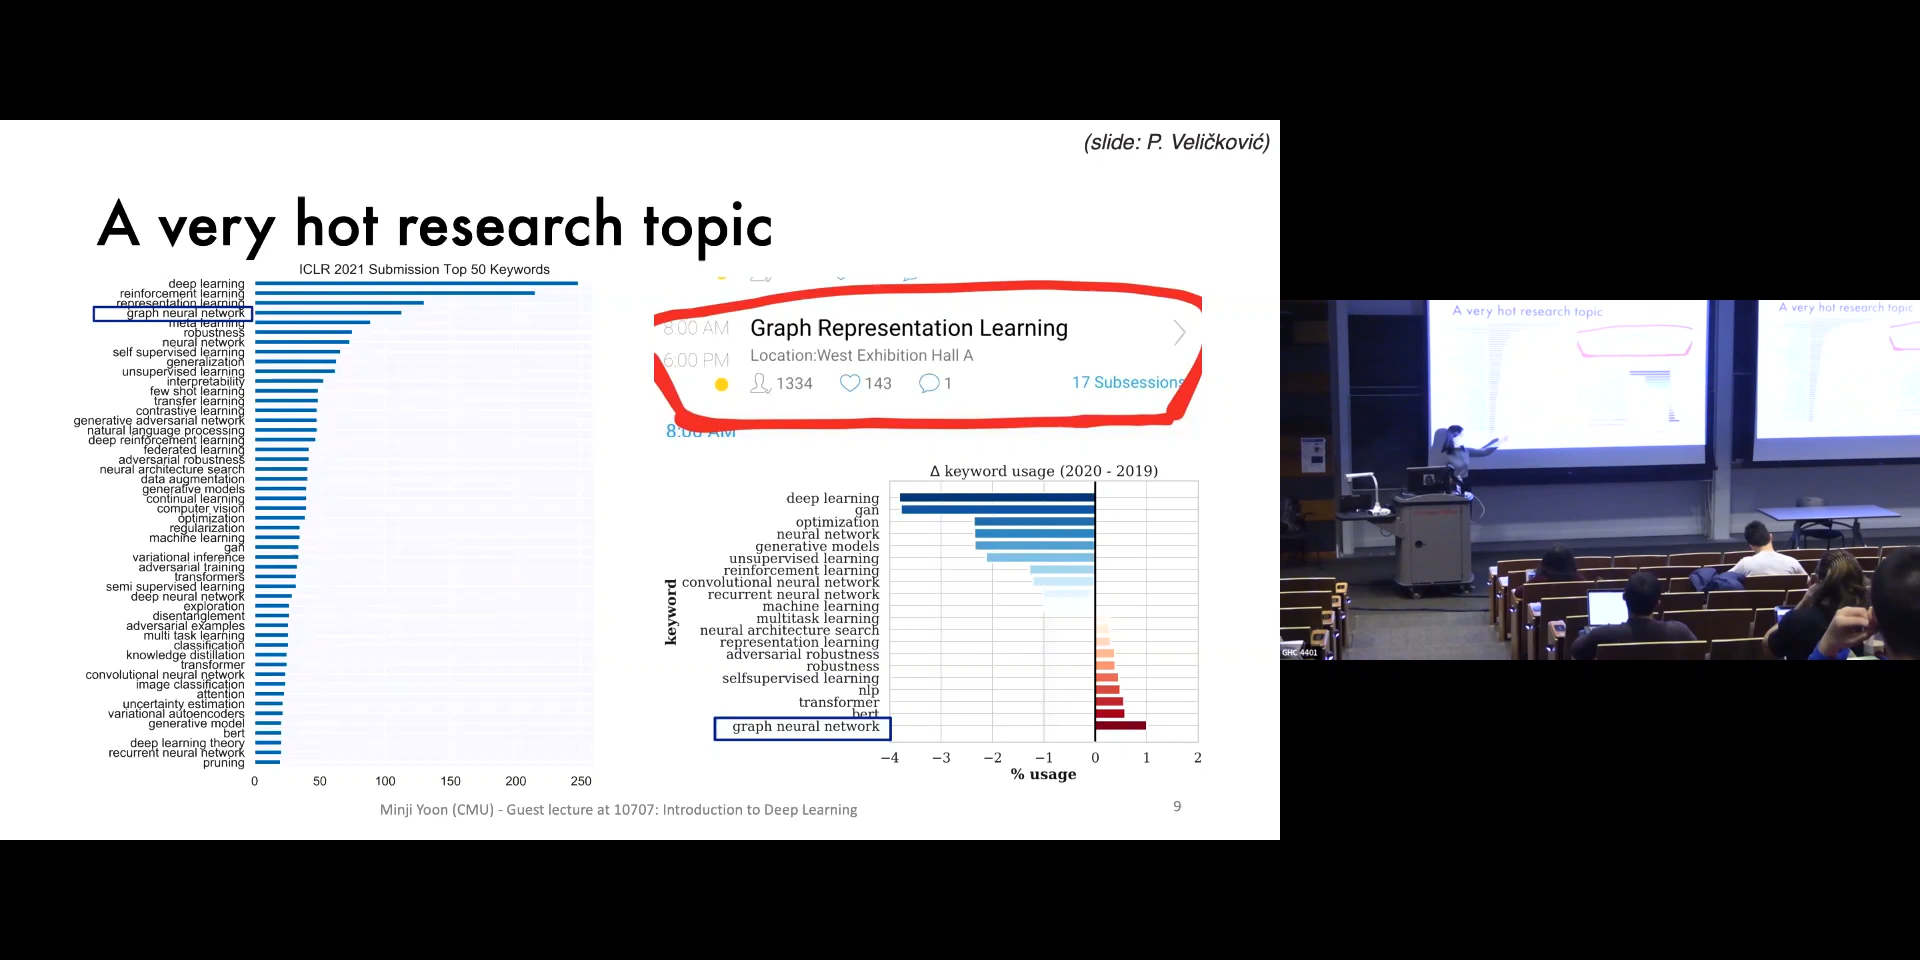 (slide: P. Veličković)
A very hot research topic
ICLR 2021 Submission Top 50 Keywords
deep learning
reinforcement learning
representation learning
graph neural network
meta learning
robustness
neural network
self supervised learning
generalization
unsupervised learning
interpretability
few shot learning
transfer learning
contrastive learning
generative adversarial network
natural language processing
deep reinforcement learning
federated learning
adversarial robustness
neural architecture search
data augmentation
generative models
continual learning
computer vision
optimization
regularization
machine learning
gan
variational inference
adversarial training
transformers
semi supervised learning
deep neural network
exploration
disentanglement
adversarial examples
multi task learning
classification
knowledge distillation
transformer
convolutional neural network
image classification
attention
uncertainty estimation
variational autoencoders
generative model
bert
deep learning theory
recurrent neural network
pruning
0 50 100 150 200 250
8:00 AM Graph Representation Learning
6:00 PM Location:West Exhibition Hall A
1334 143 1 17 Subsessions
8:00 AM
Δ keyword usage (2020 - 2019)
deep learning
gan
optimization
neural network
generative models
unsupervised learning
reinforcement learning
convolutional neural network
recurrent neural network
machine learning
multitask learning
neural architecture search
representation learning
adversarial robustness
robustness
selfsupervised learning
nlp
transformer
bert
graph neural network
keyword
−4 −3 −2 −1 0 1 2
% usage
Minji Yoon (CMU) - Guest lecture at 10707: Introduction to Deep Learning
9
A very hot research topic
A very hot research topic
GHC 4401